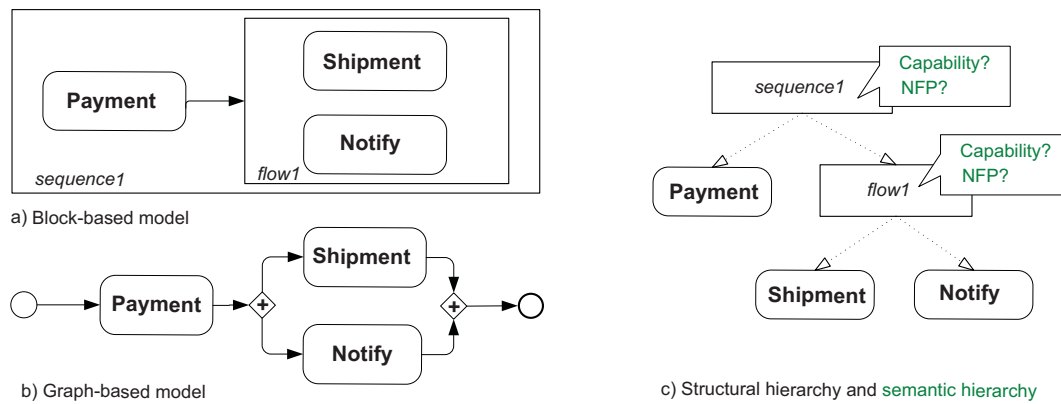 Payment
Shipment
Notify
sequence1
flow1
a) Block-based model
Payment
+
Shipment
Notify
+
b) Graph-based model
sequence1
Capability?
NFP?
Payment
flow1
Capability?
NFP?
Shipment
Notify
c) Structural hierarchy and semantic hierarchy